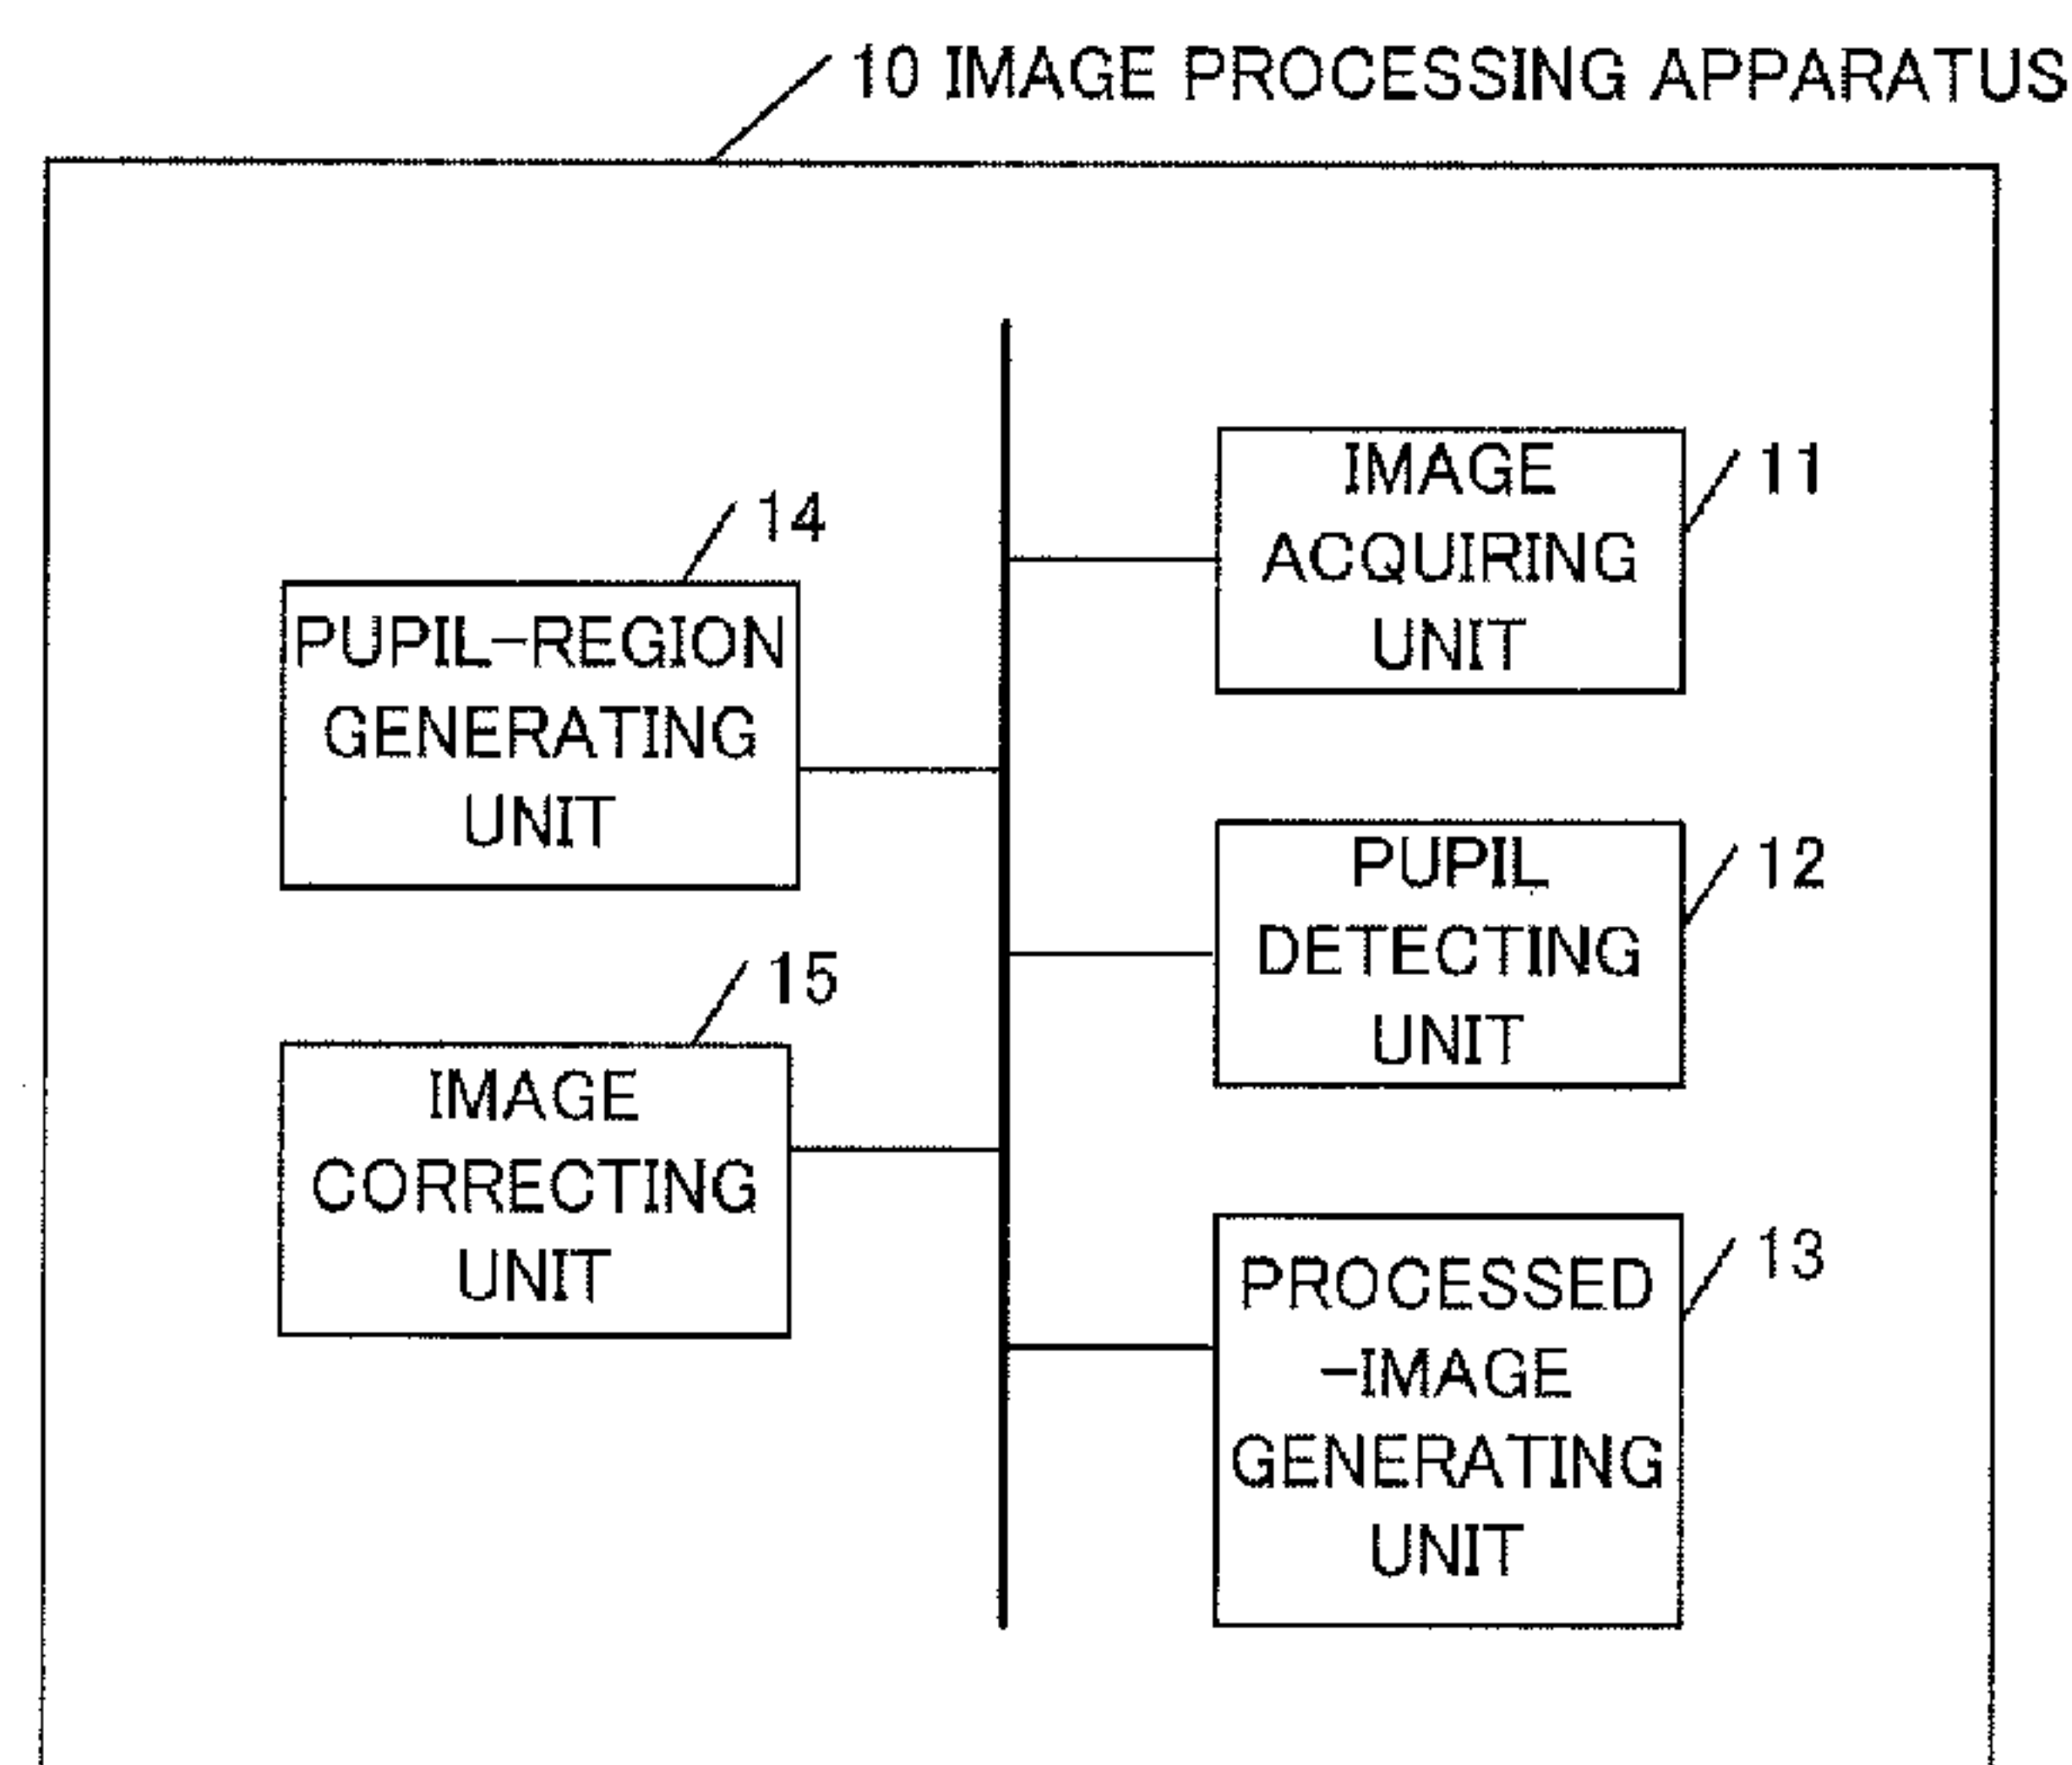 10 IMAGE PROCESSING APPARATUS
14
PUPIL-REGION
GENERATING
UNIT
15
IMAGE
CORRECTING
UNIT
IMAGE
ACQUIRING
UNIT
11
PUPIL
DETECTING
UNIT
12
PROCESSED
-IMAGE
GENERATING
UNIT
13